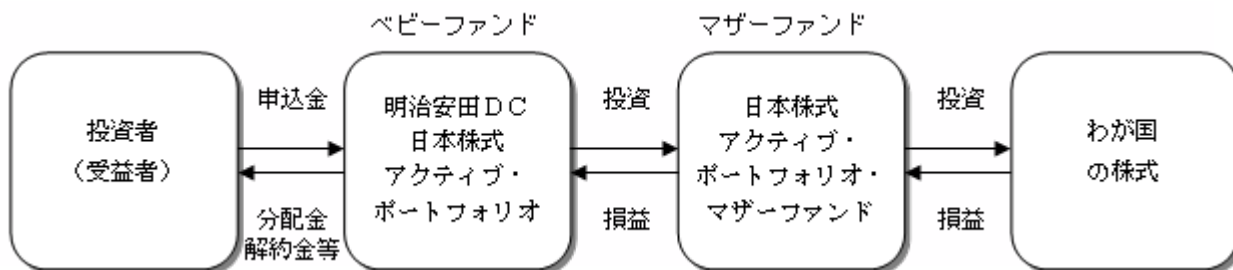 ベビーファンド
マザーファンド
投資者
（受益者）
申込金
分配金
解約金等
明治安田ＤＣ
日本株式
アクティブ・
ポートフォリオ
投資
損益
日本株式
アクティブ・
ポートフォリオ・
マザーファンド
投資
損益
わが国
の株式